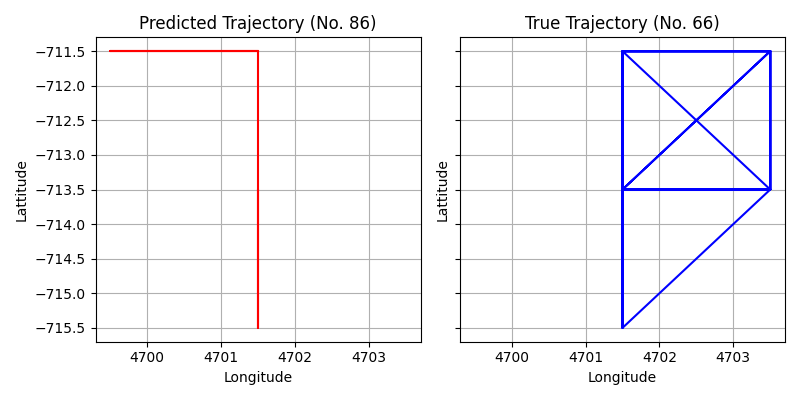 Predicted Trajectory (No. 86)
−711.5
−712.0
−712.5
−713.0
−713.5
−714.0
−714.5
−715.0
−715.5
Lattitude
4700
4701
4702
4703
Longitude
True Trajectory (No. 66)
Lattitude
4700
4701
4702
4703
Longitude